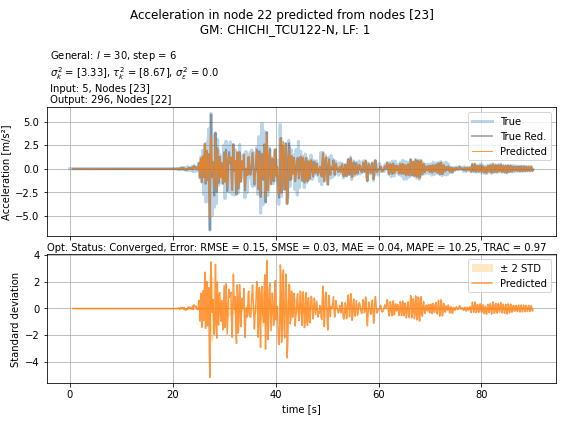 Acceleration in node 22 predicted from nodes [23]
GM: CHICHI_TCU122-N, LF: 1
General: l = 30, step = 6
σ²ₖ = [3.33], τ²ₖ = [8.67], σ²ε = 0.0
Input: 5, Nodes [23]
Output: 296, Nodes [22]
Acceleration [m/s²]
5.0
2.5
0.0
−2.5
−5.0
True
True Red.
Predicted
Opt. Status: Converged, Error: RMSE = 0.15, SMSE = 0.03, MAE = 0.04, MAPE = 10.25, TRAC = 0.97
Standard deviation
4
2
0
−2
−4
± 2 STD
Predicted
0
20
40
60
80
time [s]